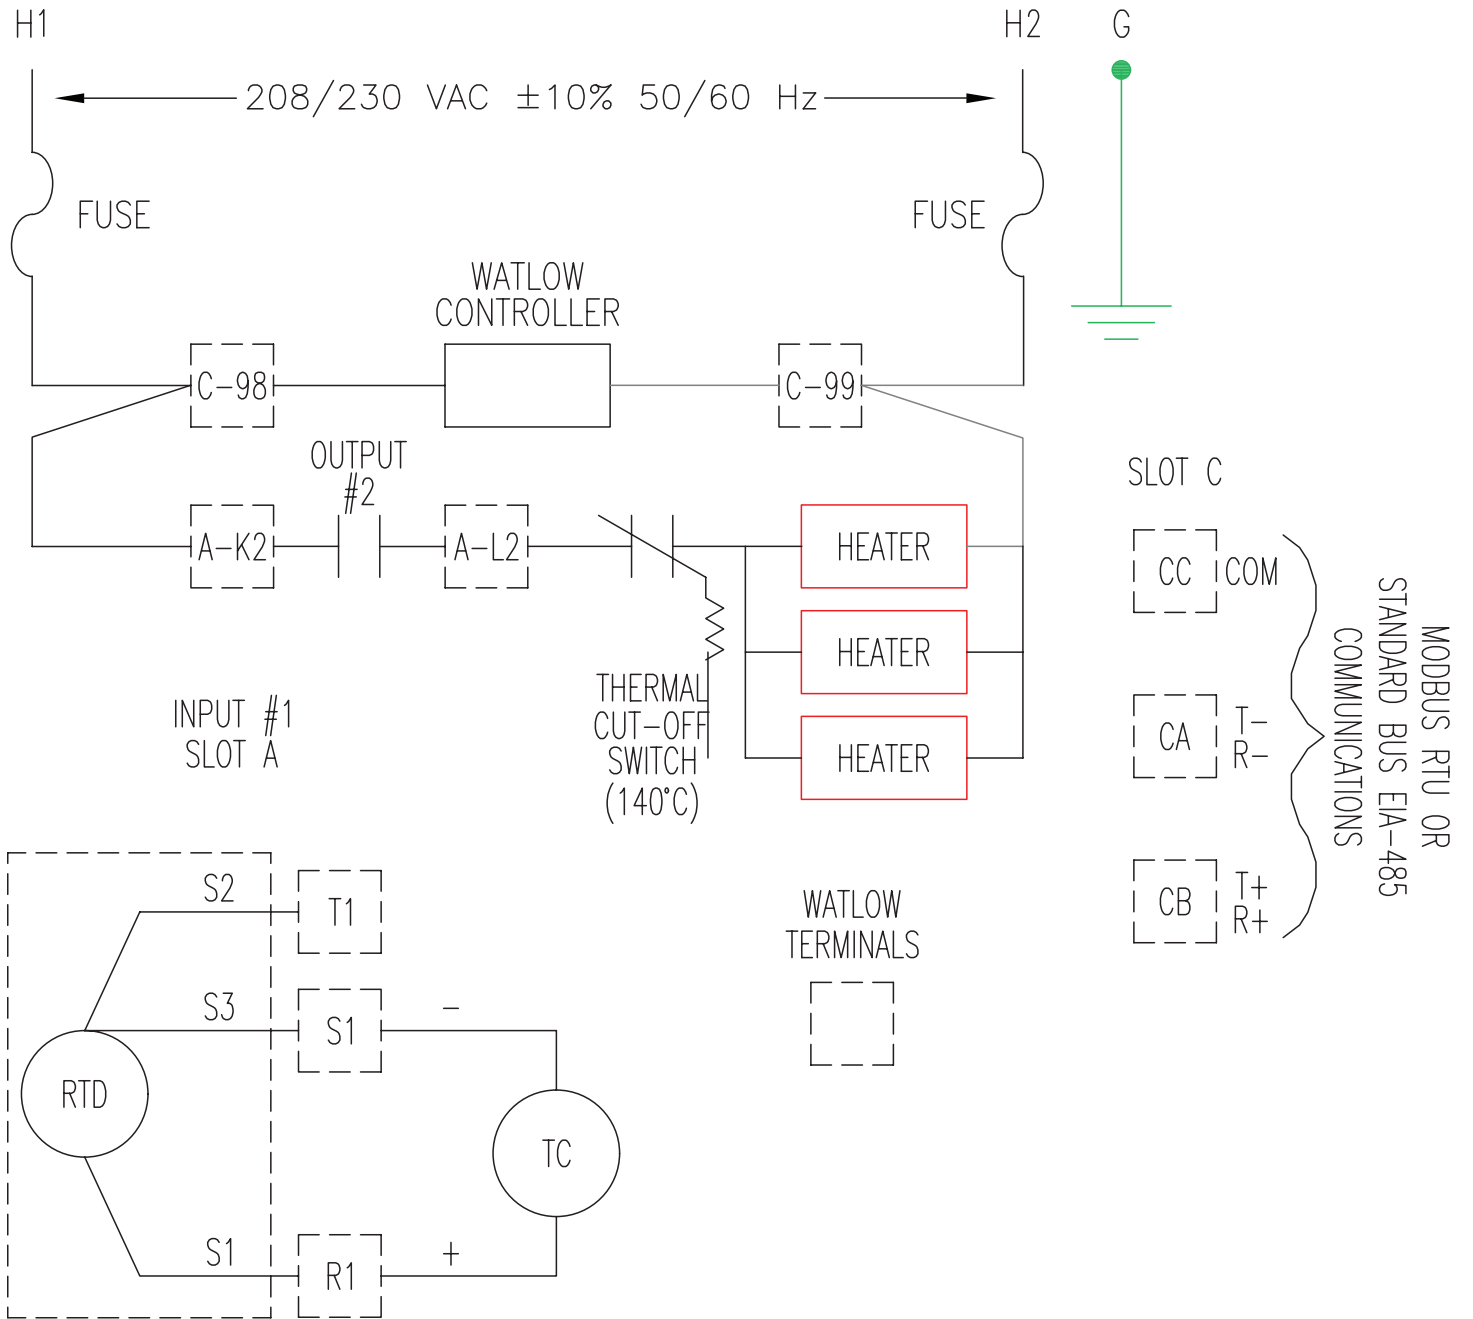 H1
H2
G
208/230 VAC ±10% 50/60 Hz
FUSE
FUSE
WATLOW
CONTROLLER
C-98
C-99
OUTPUT
#2
A-K2
A-L2
HEATER
HEATER
HEATER
THERMAL
CUT-OFF
SWITCH
(140°C)
SLOT C
CC
COM
CA
T-
R-
CB
T+
R+
MODBUS RTU OR
STANDARD BUS EIA-485
COMMUNICATIONS
INPUT #1
SLOT A
S2
T1
S3
S1
-
RTD
TC
S1
R1
+
WATLOW
TERMINALS